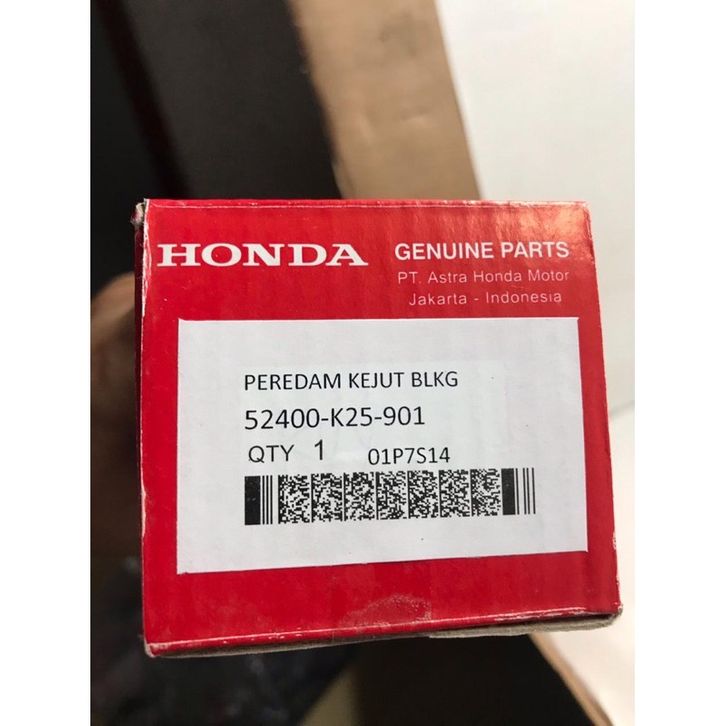 HONDA
GENUINE PARTS
PT. Astra Honda Motor
Jakarta - Indonesia
PEREDAM KEJUT BLKG
52400-K25-901
QTY 1 01P7S14